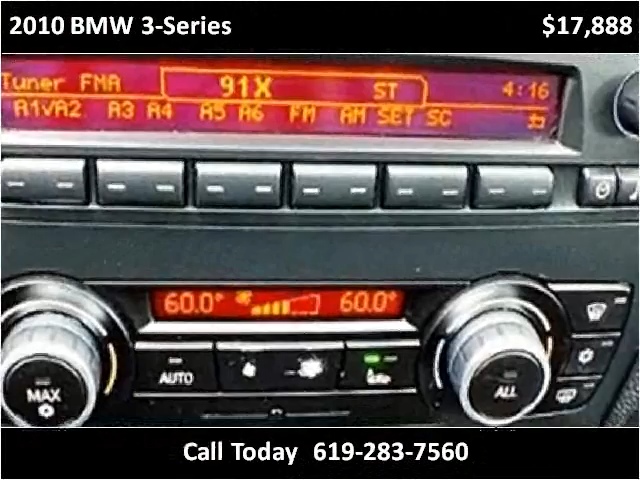 2010 BMW 3-Series $17,888
Tuner FMA 91X ST 4:16
A1√A2 A3 A4 A5 A6 FM AM SET SC
60.0° 60.0°
MAX AUTO ALL
Call Today 619-283-7560